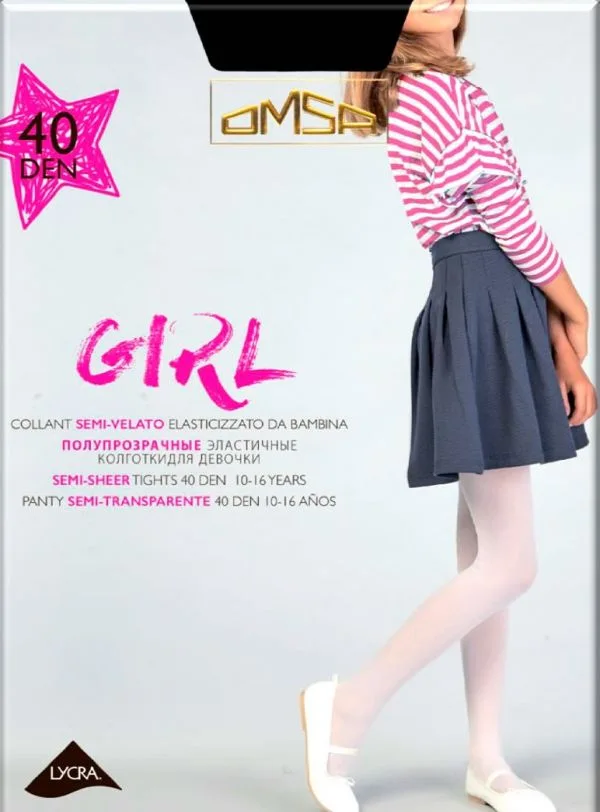 OMSA
40
DEN
GIRL
COLLANT SEMI-VELATO ELASTICIZZATO DA BAMBINA
ПОЛУПРОЗРАЧНЫЕ ЭЛАСТИЧНЫЕ
КОЛГОТКИДЛЯ ДЕВОЧКИ
SEMI-SHEER TIGHTS 40 DEN 10-16 YEARS
PANTY SEMI-TRANSPARENTE 40 DEN 10-16 AÑOS
LYCRA.